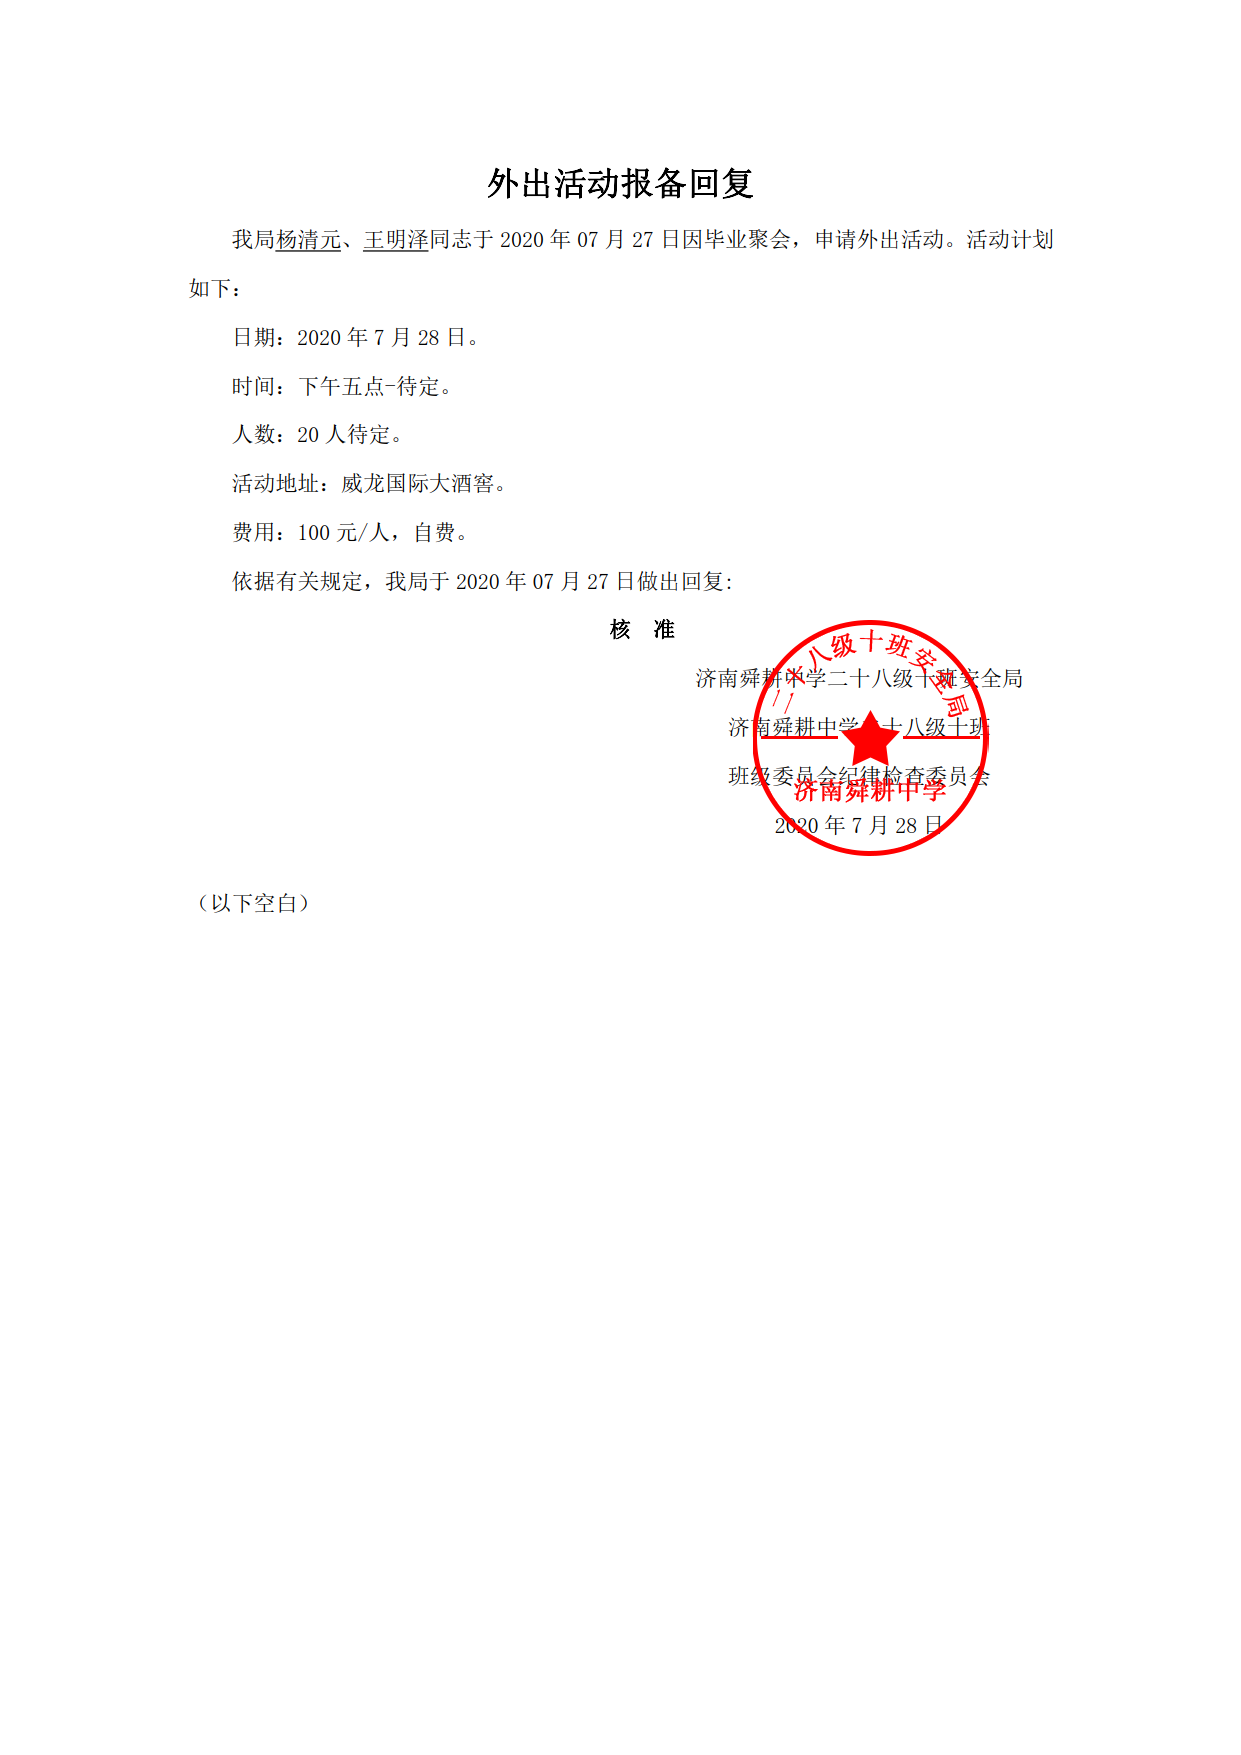 外出活动报备回复
我局杨清元、王明泽同志于 2020 年 07 月 27 日因毕业聚会，申请外出活动。活动计划
如下：
日期：2020 年 7 月 28 日。
时间：下午五点-待定。
人数：20 人待定。
活动地址：威龙国际大酒窖。
费用：100 元/人，自费。
依据有关规定，我局于 2020 年 07 月 27 日做出回复：
核 准
济南舜耕中学二十八级十班安全局
济南舜耕中学二十八级十班
班级委员会纪律检查委员会
2020 年 7 月 28 日
二十八级十班安全局
济南舜耕中学
（以下空白）